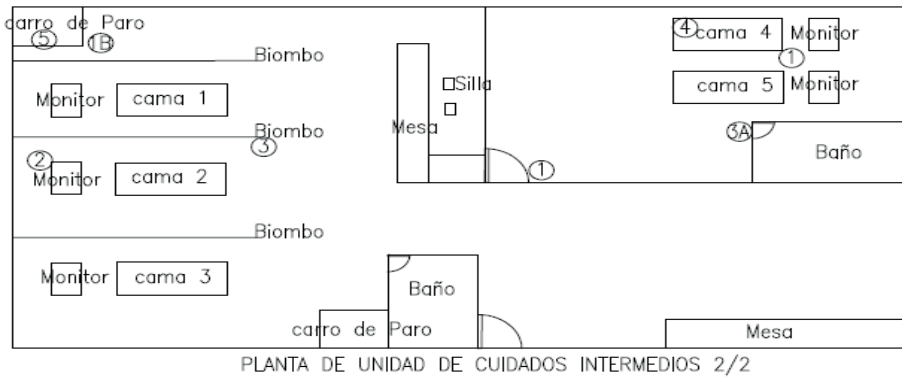 carro de Paro
5
1B
Biombo
Monitor
cama 1
Biombo
3
2
Monitor
cama 2
Biombo
Monitor
cama 3
carro de Paro
Baño
Mesa
Silla
1
4
cama 4
Monitor
1
cama 5
Monitor
3A
Baño
Mesa
PLANTA DE UNIDAD DE CUIDADOS INTERMEDIOS 2/2